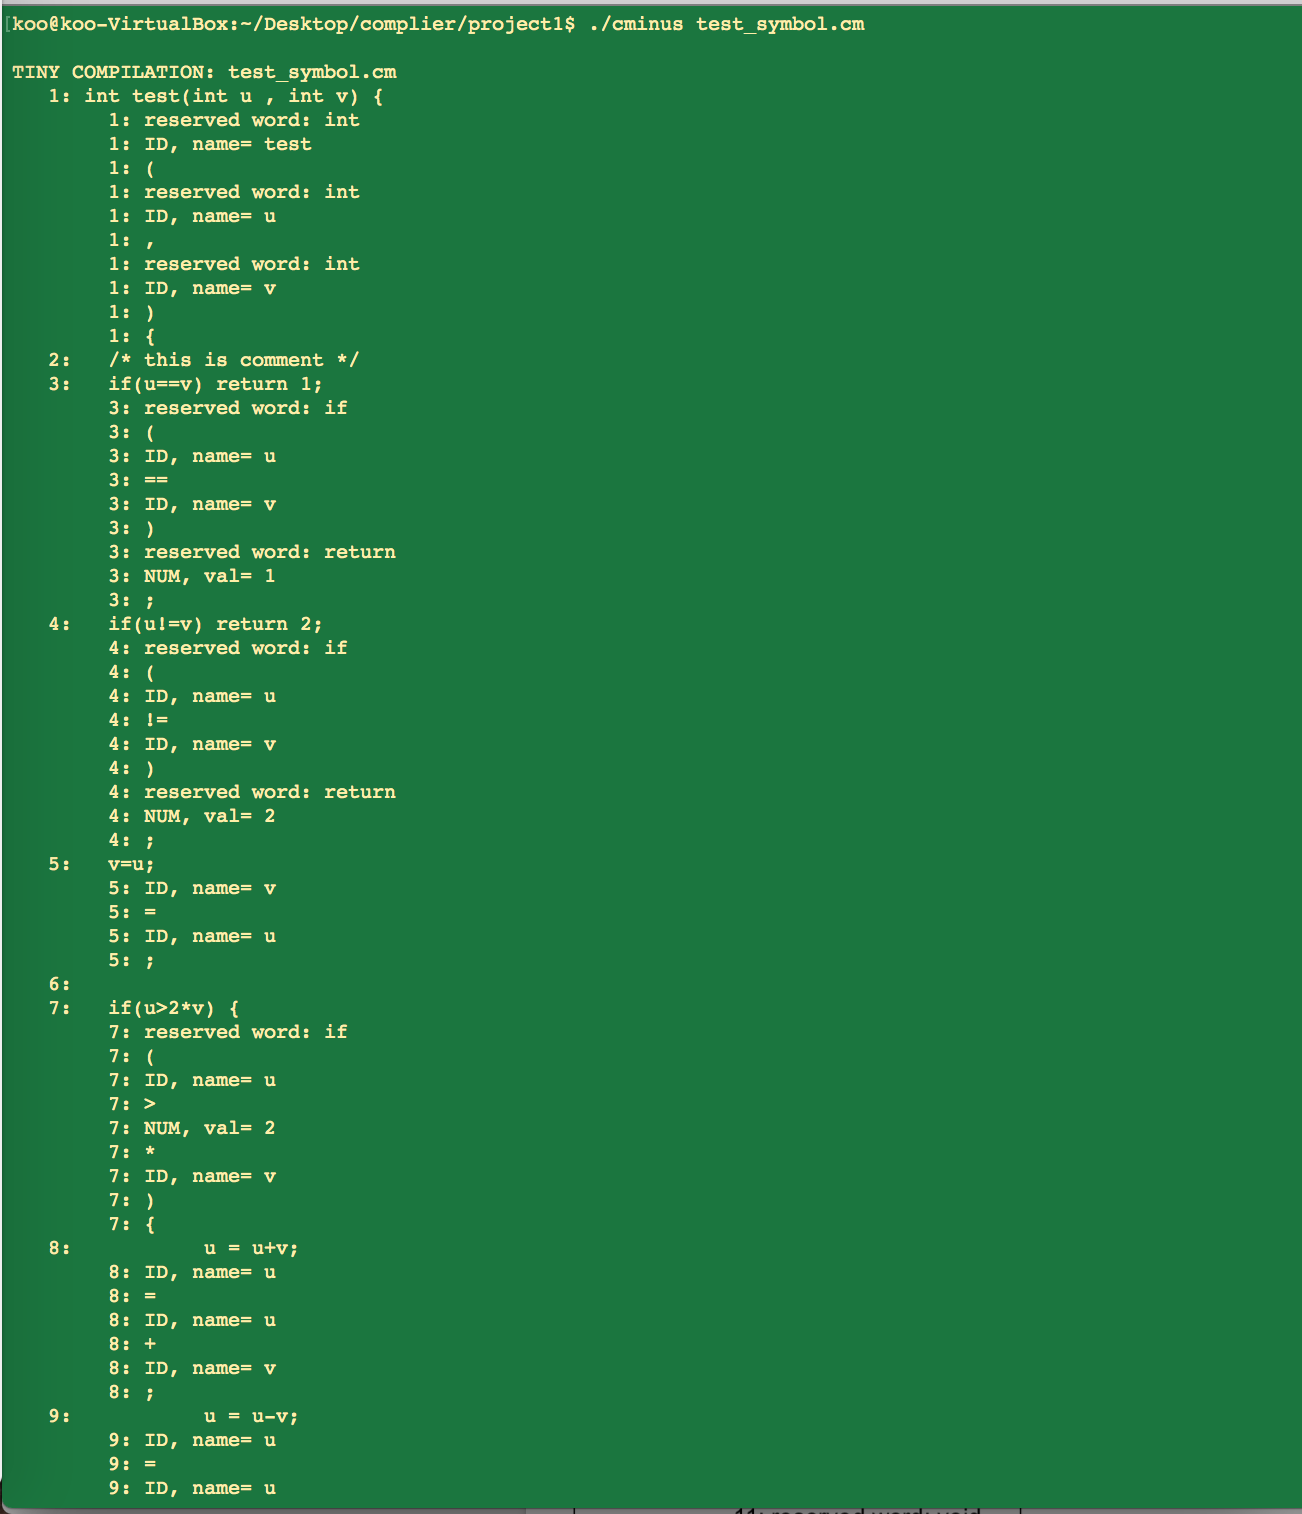 [koo@koo-VirtualBox:~/Desktop/complier/project1$ ./cminus test_symbol.cm
TINY COMPILATION: test_symbol.cm
1: int test(int u , int v) {
1: reserved word: int
1: ID, name= test
1: (
1: reserved word: int
1: ID, name= u
1: ,
1: reserved word: int
1: ID, name= v
1: )
1: {
2: /* this is comment */
3: if(u==v) return 1;
3: reserved word: if
3: (
3: ID, name= u
3: ==
3: ID, name= v
3: )
3: reserved word: return
3: NUM, val= 1
3: ;
4: if(u!=v) return 2;
4: reserved word: if
4: (
4: ID, name= u
4: !=
4: ID, name= v
4: )
4: reserved word: return
4: NUM, val= 2
4: ;
5: v=u;
5: ID, name= v
5: =
5: ID, name= u
5: ;
6:
7: if(u>2*v) {
7: reserved word: if
7: (
7: ID, name= u
7: >
7: NUM, val= 2
7: *
7: ID, name= v
7: )
7: {
8: u = u+v;
8: ID, name= u
8: =
8: ID, name= u
8: +
8: ID, name= v
8: ;
9: u = u-v;
9: ID, name= u
9: =
9: ID, name= u
11: reserved word: void